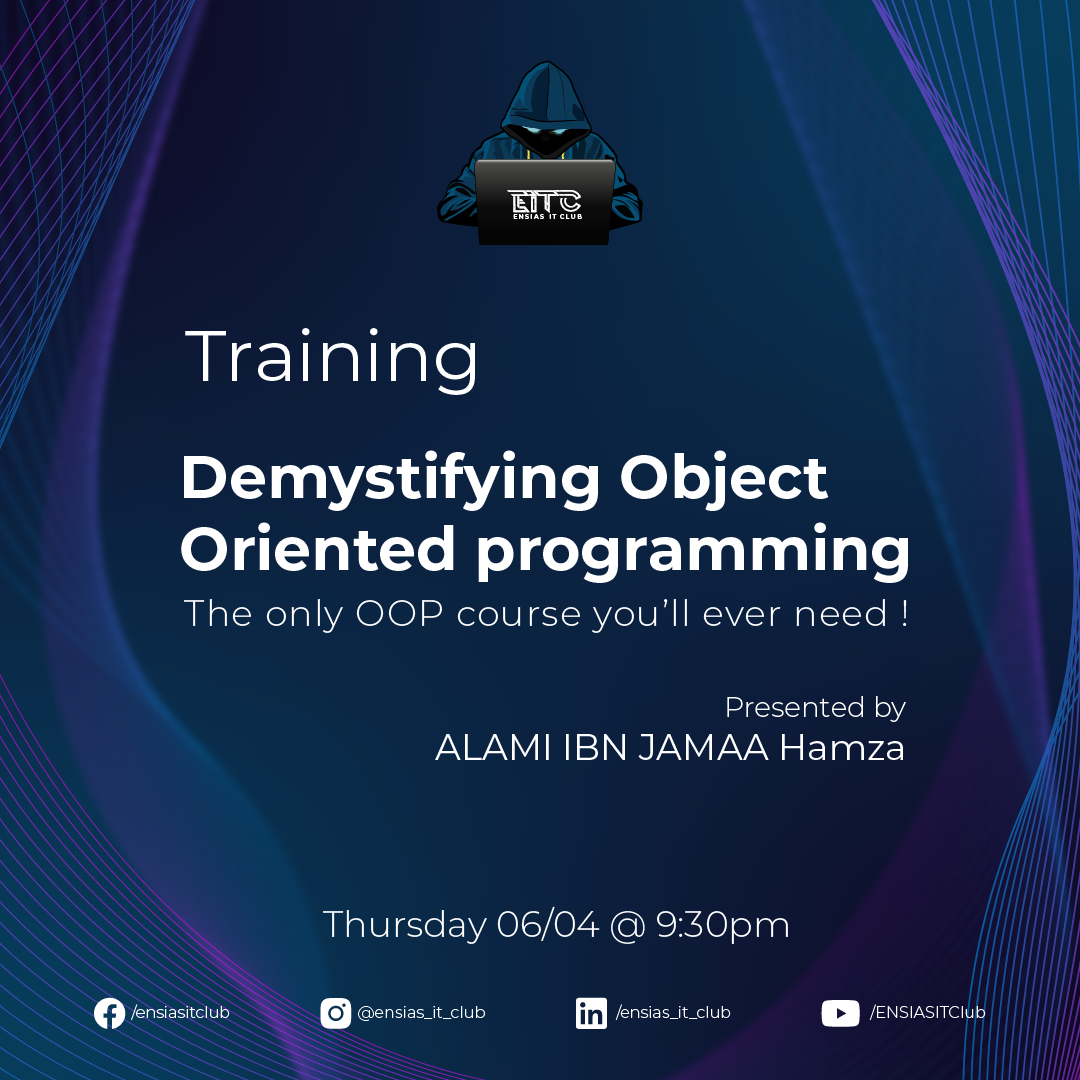 EITC
ENSIAS IT CLUB
Training
Demystifying Object
Oriented programming
The only OOP course you’ll ever need !
Presented by
ALAMI IBN JAMAA Hamza
Thursday 06/04 @ 9:30pm
/ensiasitclub
@ensias_it_club
/ensias_it_club
/ENSIASITClub